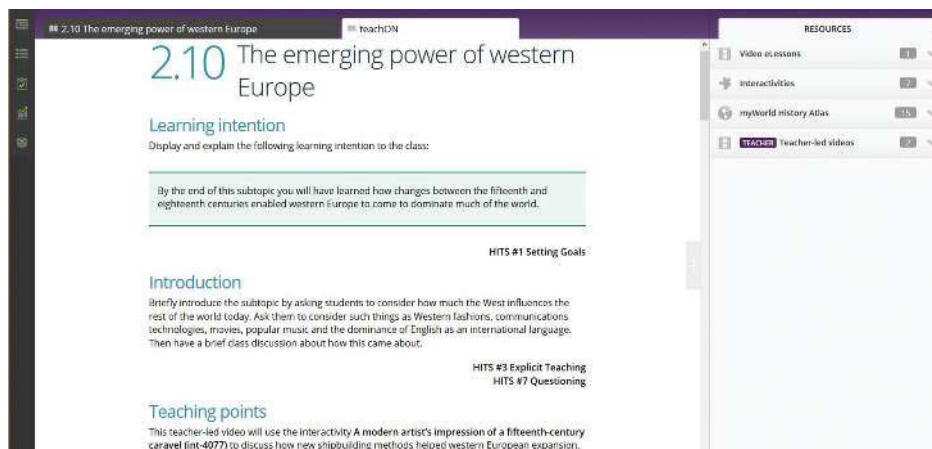 2.10 The emerging power of western Europe
teachON
RESOURCES
2.10 The emerging power of western
Europe
Learning intention
Display and explain the following learning intention to the class:
By the end of this subtopic you will have learned how changes between the fifteenth and
eighteenth centuries enabled western Europe to come to dominate much of the world.
HITS #1 Setting Goals
Introduction
Briefly introduce the subtopic by asking students to consider how much the West influences the
rest of the world today. Ask them to consider such things as Western fashions, communications
technologies, movies, popular music and the dominance of English as an international language.
Then have a brief class discussion about how this came about.
HITS #3 Explicit Teaching
HITS #7 Questioning
Teaching points
This teacher-led video will use the interactivity A modern artist's impression of a fifteenth-century
caravel (int-4077) to discuss how new shipbuilding methods helped western European expansion.
Video eLessons 1
Interactivities
myWorld History Atlas 15
TEACHER Teacher-led videos